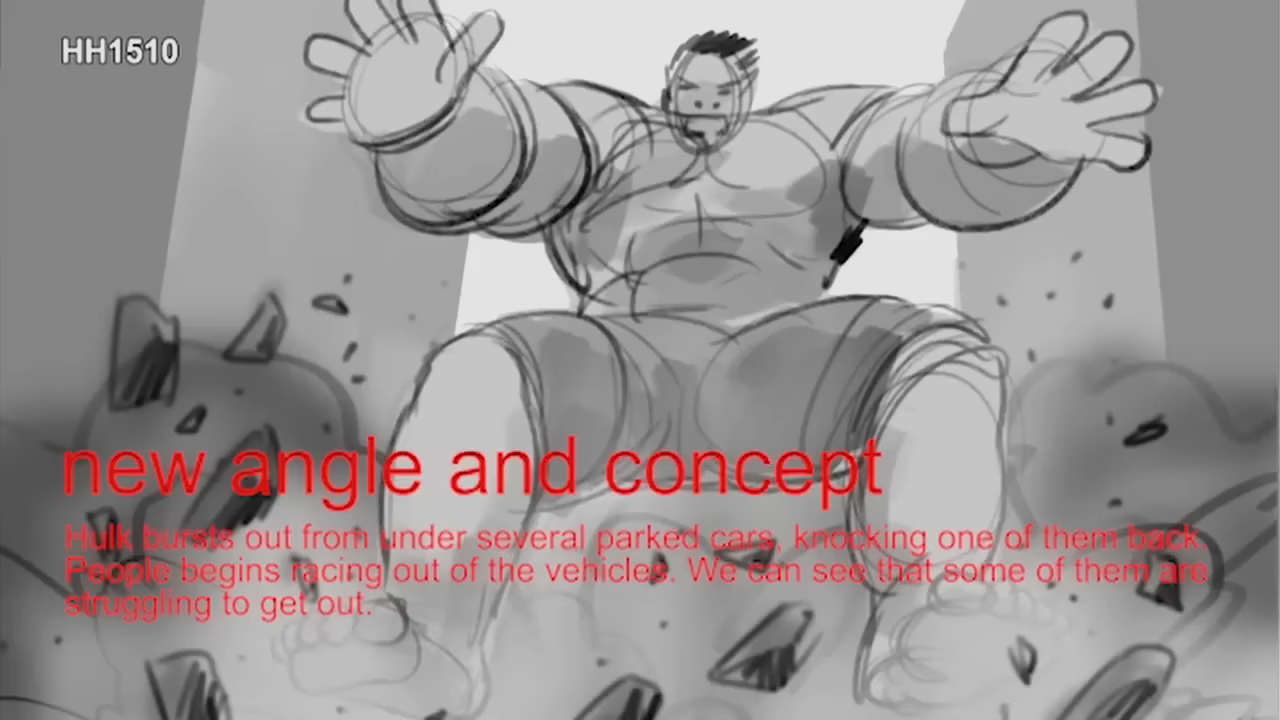 HH1510
new angle and concept
Hulk bursts out from under several parked cars, knocking one of them back.
People begins racing out of the vehicles. We can see that some of them are
struggling to get out.